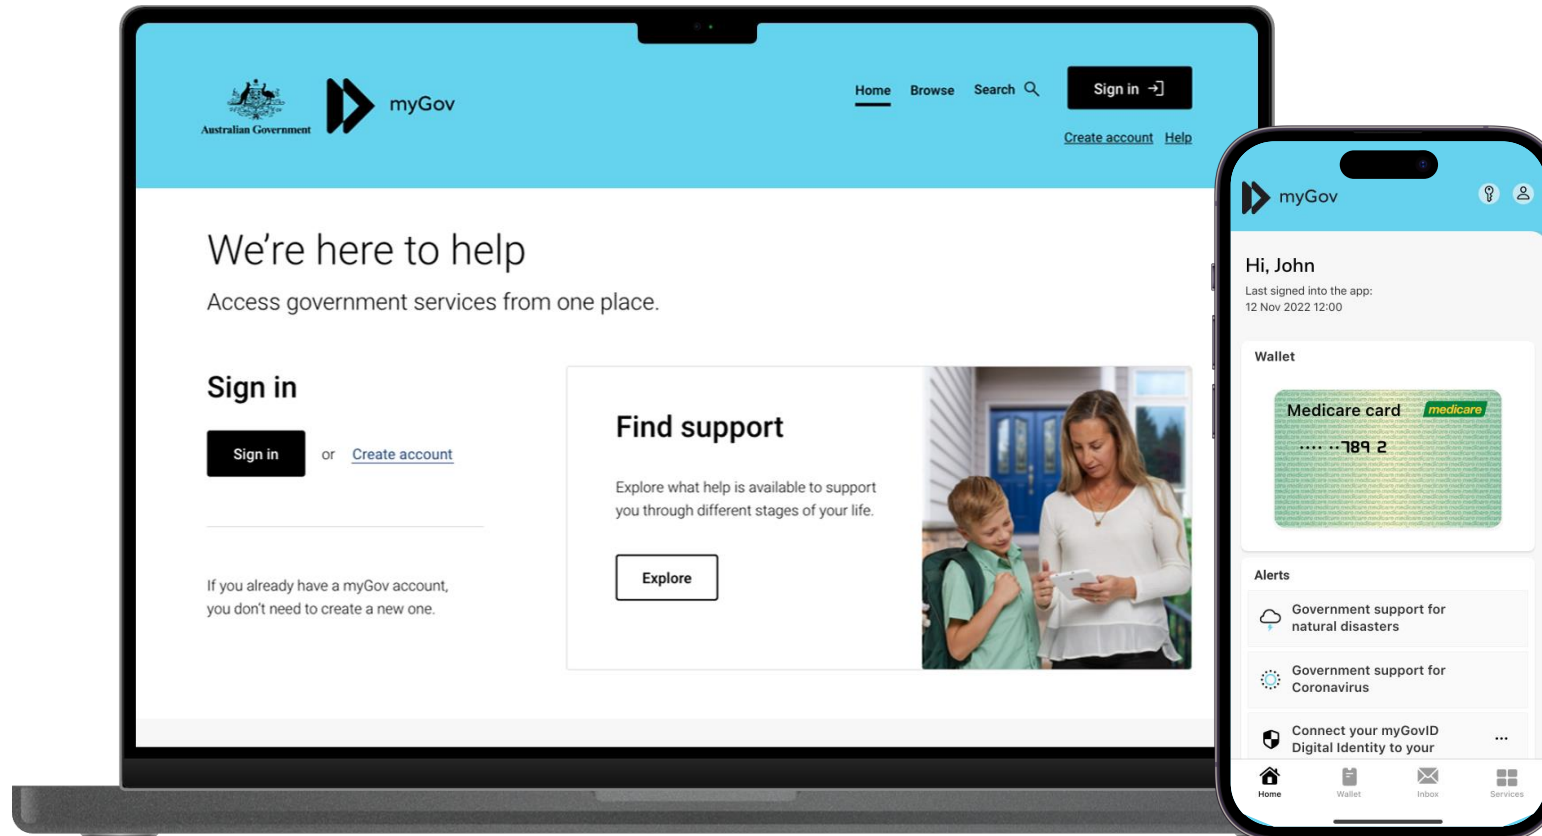 Australian Government
myGov
Home
Browse
Search
Sign in
Create account
Help
We're here to help
Access government services from one place.
Sign in
Sign in
or
Create account
If you already have a myGov account,
you don't need to create a new one.
Find support
Explore what help is available to support
you through different stages of your life.
Explore
myGov
Hi, John
Last signed into the app:
12 Nov 2022 12:00
Wallet
Medicare card
medicare
···· ··789 2
Alerts
Government support for
natural disasters
Government support for
Coronavirus
Connect your myGovID
Digital Identity to your
...
Home
Wallet
Inbox
Services